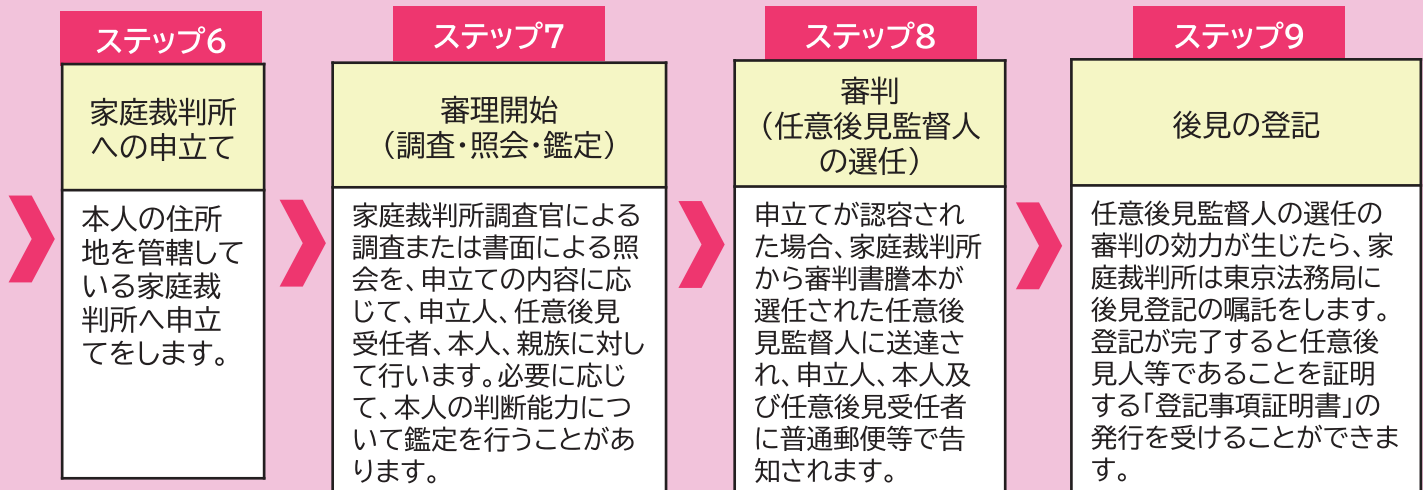 ステップ6
家庭裁判所
への申立て
本人の住所
地を管轄して
いる家庭裁
判所へ申立
てをします。
ステップ7
審理開始
（調査・照会・鑑定）
家庭裁判所調査官による
調査または書面による照
会を、申立ての内容に応
じて、申立人、任意後見
受任者、本人、親族に対し
て行います。必要に応じ
て、本人の判断能力につ
いて鑑定を行うことがあ
ります。
ステップ8
審判
（任意後見監督人
の選任）
申立てが認容され
た場合、家庭裁判所
から審判書謄本が
選任された任意後
見監督人に送達さ
れ、申立人、本人及
び任意後見受任者
に普通郵便等で告
知されます。
ステップ9
後見の登記
任意後見監督人の選任の
審判の効力が生じたら、家
庭裁判所は東京法務局に
後見登記の嘱託をします。
登記が完了すると任意後
見人等であることを証明
する「登記事項証明書」の
発行を受けることができま
す。